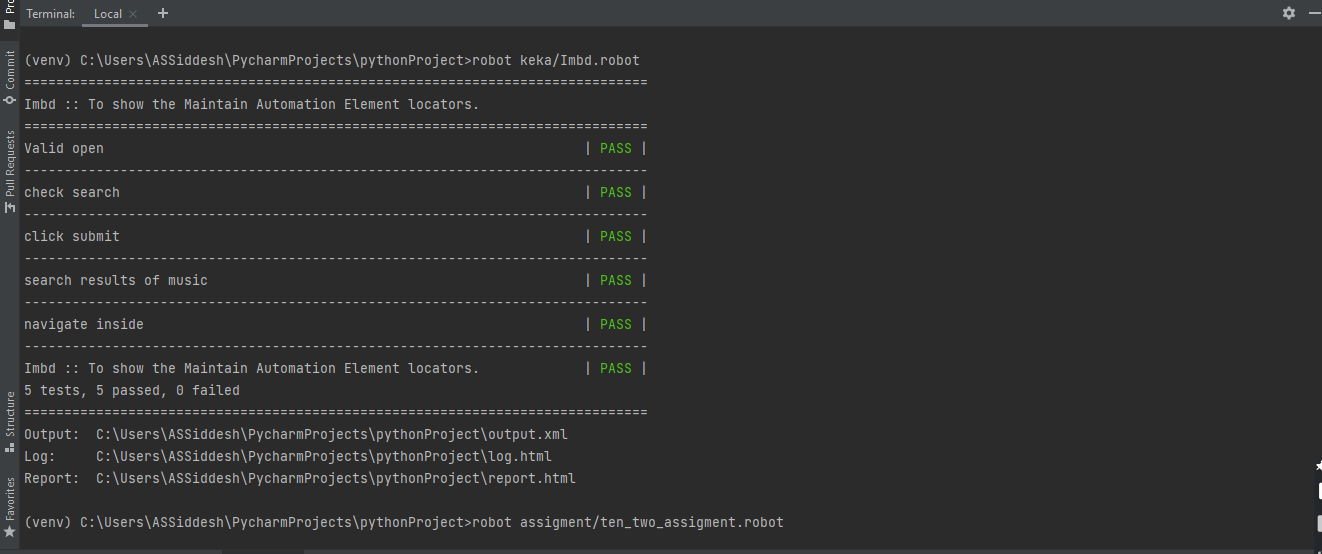 Terminal: Local × +
(venv) C:\Users\ASSiddesh\PycharmProjects\pythonProject>robot keka/Imbd.robot
==============================================================================
Imbd :: To show the Maintain Automation Element locators.
==============================================================================
Valid open | PASS |
------------------------------------------------------------------------------
check search | PASS |
------------------------------------------------------------------------------
click submit | PASS |
------------------------------------------------------------------------------
search results of music | PASS |
------------------------------------------------------------------------------
navigate inside | PASS |
------------------------------------------------------------------------------
Imbd :: To show the Maintain Automation Element locators. | PASS |
5 tests, 5 passed, 0 failed
==============================================================================
Output: C:\Users\ASSiddesh\PycharmProjects\pythonProject\output.xml
Log: C:\Users\ASSiddesh\PycharmProjects\pythonProject\log.html
Report: C:\Users\ASSiddesh\PycharmProjects\pythonProject\report.html
(venv) C:\Users\ASSiddesh\PycharmProjects\pythonProject>robot assigment/ten_two_assigment.robot
Commit
Pull Requests
Structure
Favorites